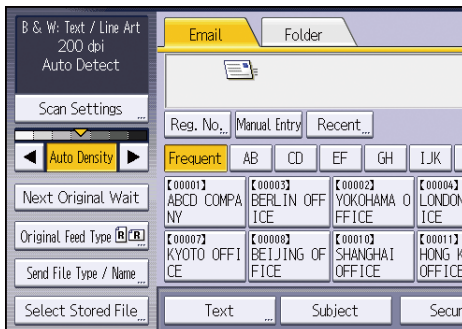 B & W: Text / Line Art
200 dpi
Auto Detect
Scan Settings
Auto Density
Next Original Wait
Original Feed Type R R
Send File Type / Name
Select Stored File
Email
Folder
Reg. No.
Manual Entry
Recent
Frequent
AB
CD
EF
GH
IJK
【00001】
ABCD COMPA
NY
【00003】
BERLIN OFF
ICE
【00002】
YOKOHAMA O
FFICE
【00004】
LONDON
ICE
【00007】
KYOTO OFFI
CE
【00008】
BEIJING OF
FICE
【00010】
SHANGHAI
OFFICE
【00011】
HONG K
OFFICE
Text
Subject
Secur